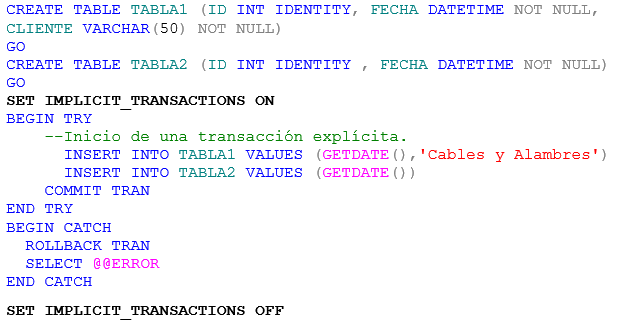 CREATE TABLE TABLA1 (ID INT IDENTITY, FECHA DATETIME NOT NULL,
CLIENTE VARCHAR(50) NOT NULL)
GO
CREATE TABLE TABLA2 (ID INT IDENTITY , FECHA DATETIME NOT NULL)
GO
SET IMPLICIT_TRANSACTIONS ON
BEGIN TRY
--Inicio de una transacción explícita.
INSERT INTO TABLA1 VALUES (GETDATE(),'Cables y Alambres')
INSERT INTO TABLA2 VALUES (GETDATE())
COMMIT TRAN
END TRY
BEGIN CATCH
ROLLBACK TRAN
SELECT @@ERROR
END CATCH
SET IMPLICIT_TRANSACTIONS OFF